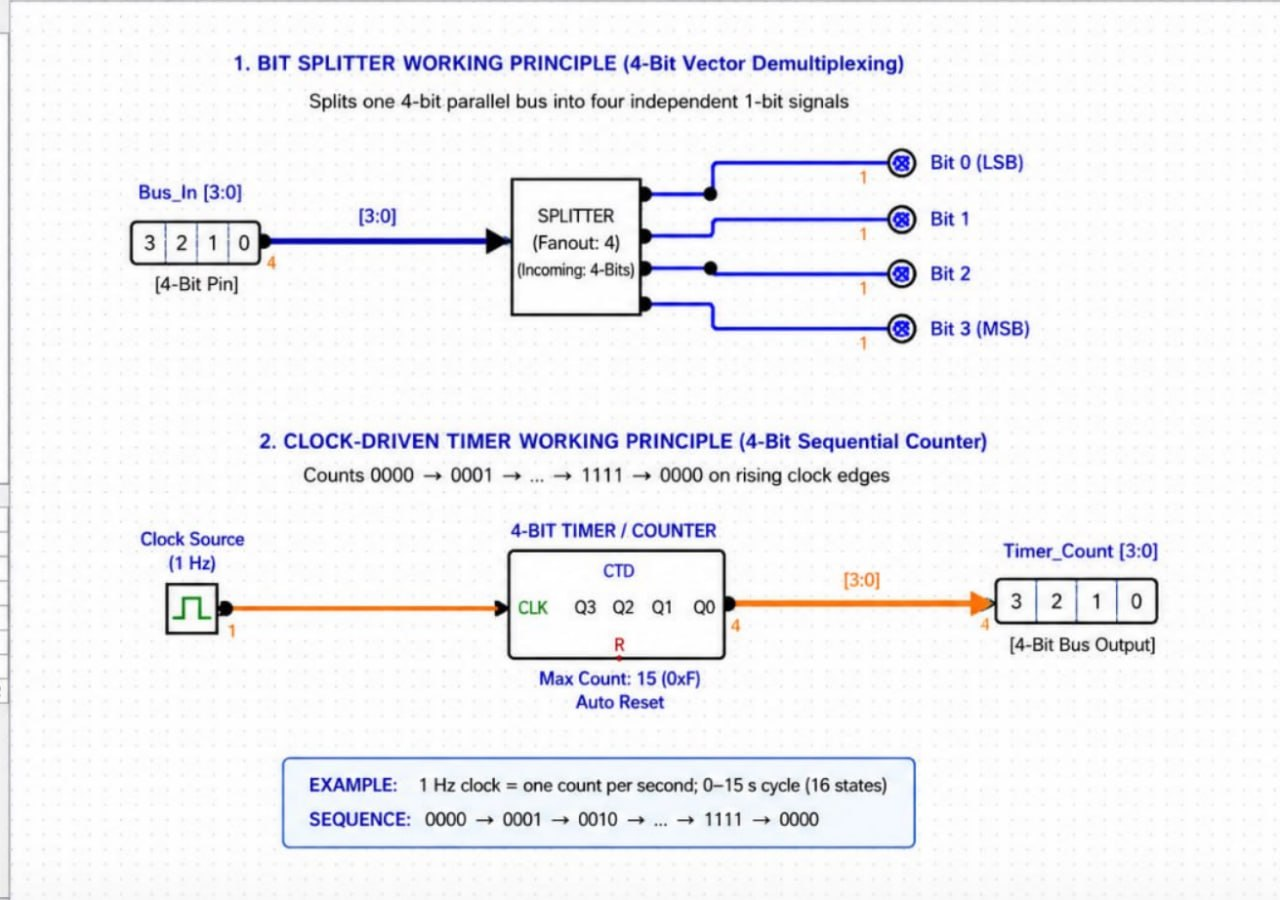 1. BIT SPLITTER WORKING PRINCIPLE (4-Bit Vector Demultiplexing)
Splits one 4-bit parallel bus into four independent 1-bit signals
Bus_In [3:0]
3 2 1 0
4
[4-Bit Pin]
[3:0]
SPLITTER
(Fanout: 4)
(Incoming: 4-Bits)
Bit 0 (LSB)
1
Bit 1
1
Bit 2
1
Bit 3 (MSB)
1
2. CLOCK-DRIVEN TIMER WORKING PRINCIPLE (4-Bit Sequential Counter)
Counts 0000 → 0001 → ... → 1111 → 0000 on rising clock edges
Clock Source
(1 Hz)
1
4-BIT TIMER / COUNTER
CTD
CLK Q3 Q2 Q1 Q0
R
4
Max Count: 15 (0xF)
Auto Reset
[3:0]
4
Timer_Count [3:0]
3 2 1 0
[4-Bit Bus Output]
EXAMPLE: 1 Hz clock = one count per second; 0–15 s cycle (16 states)
SEQUENCE: 0000 → 0001 → 0010 → ... → 1111 → 0000